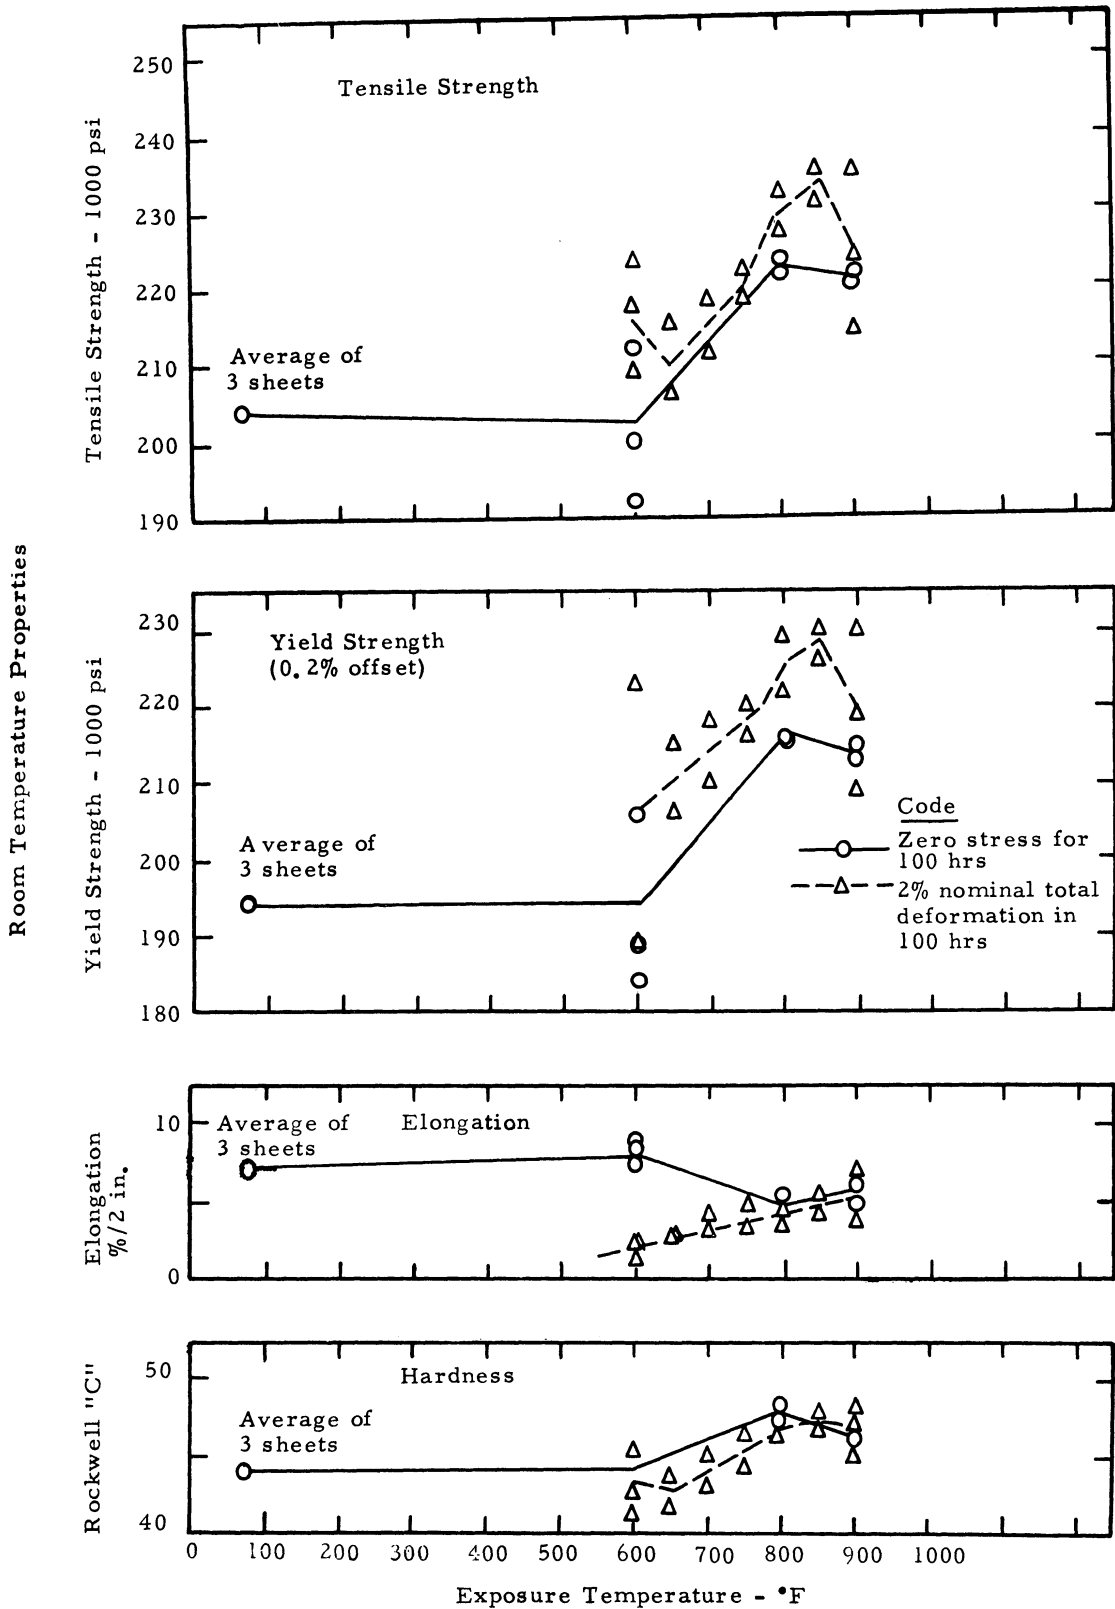 Room Temperature Properties
Tensile Strength - 1000 psi
250
240
230
220
210
200
190
Tensile Strength
Average of
3 sheets
Yield Strength - 1000 psi
230
220
210
200
190
180
Yield Strength
(0.2% offset)
Average of
3 sheets
Code
Zero stress for
100 hrs
2% nominal total
deformation in
100 hrs
Elongation
%/2 in.
10
0
Average of
3 sheets
Elongation
Rockwell "C"
50
40
Hardness
Average of
3 sheets
0 100 200 300 400 500 600 700 800 900 1000
Exposure Temperature - °F